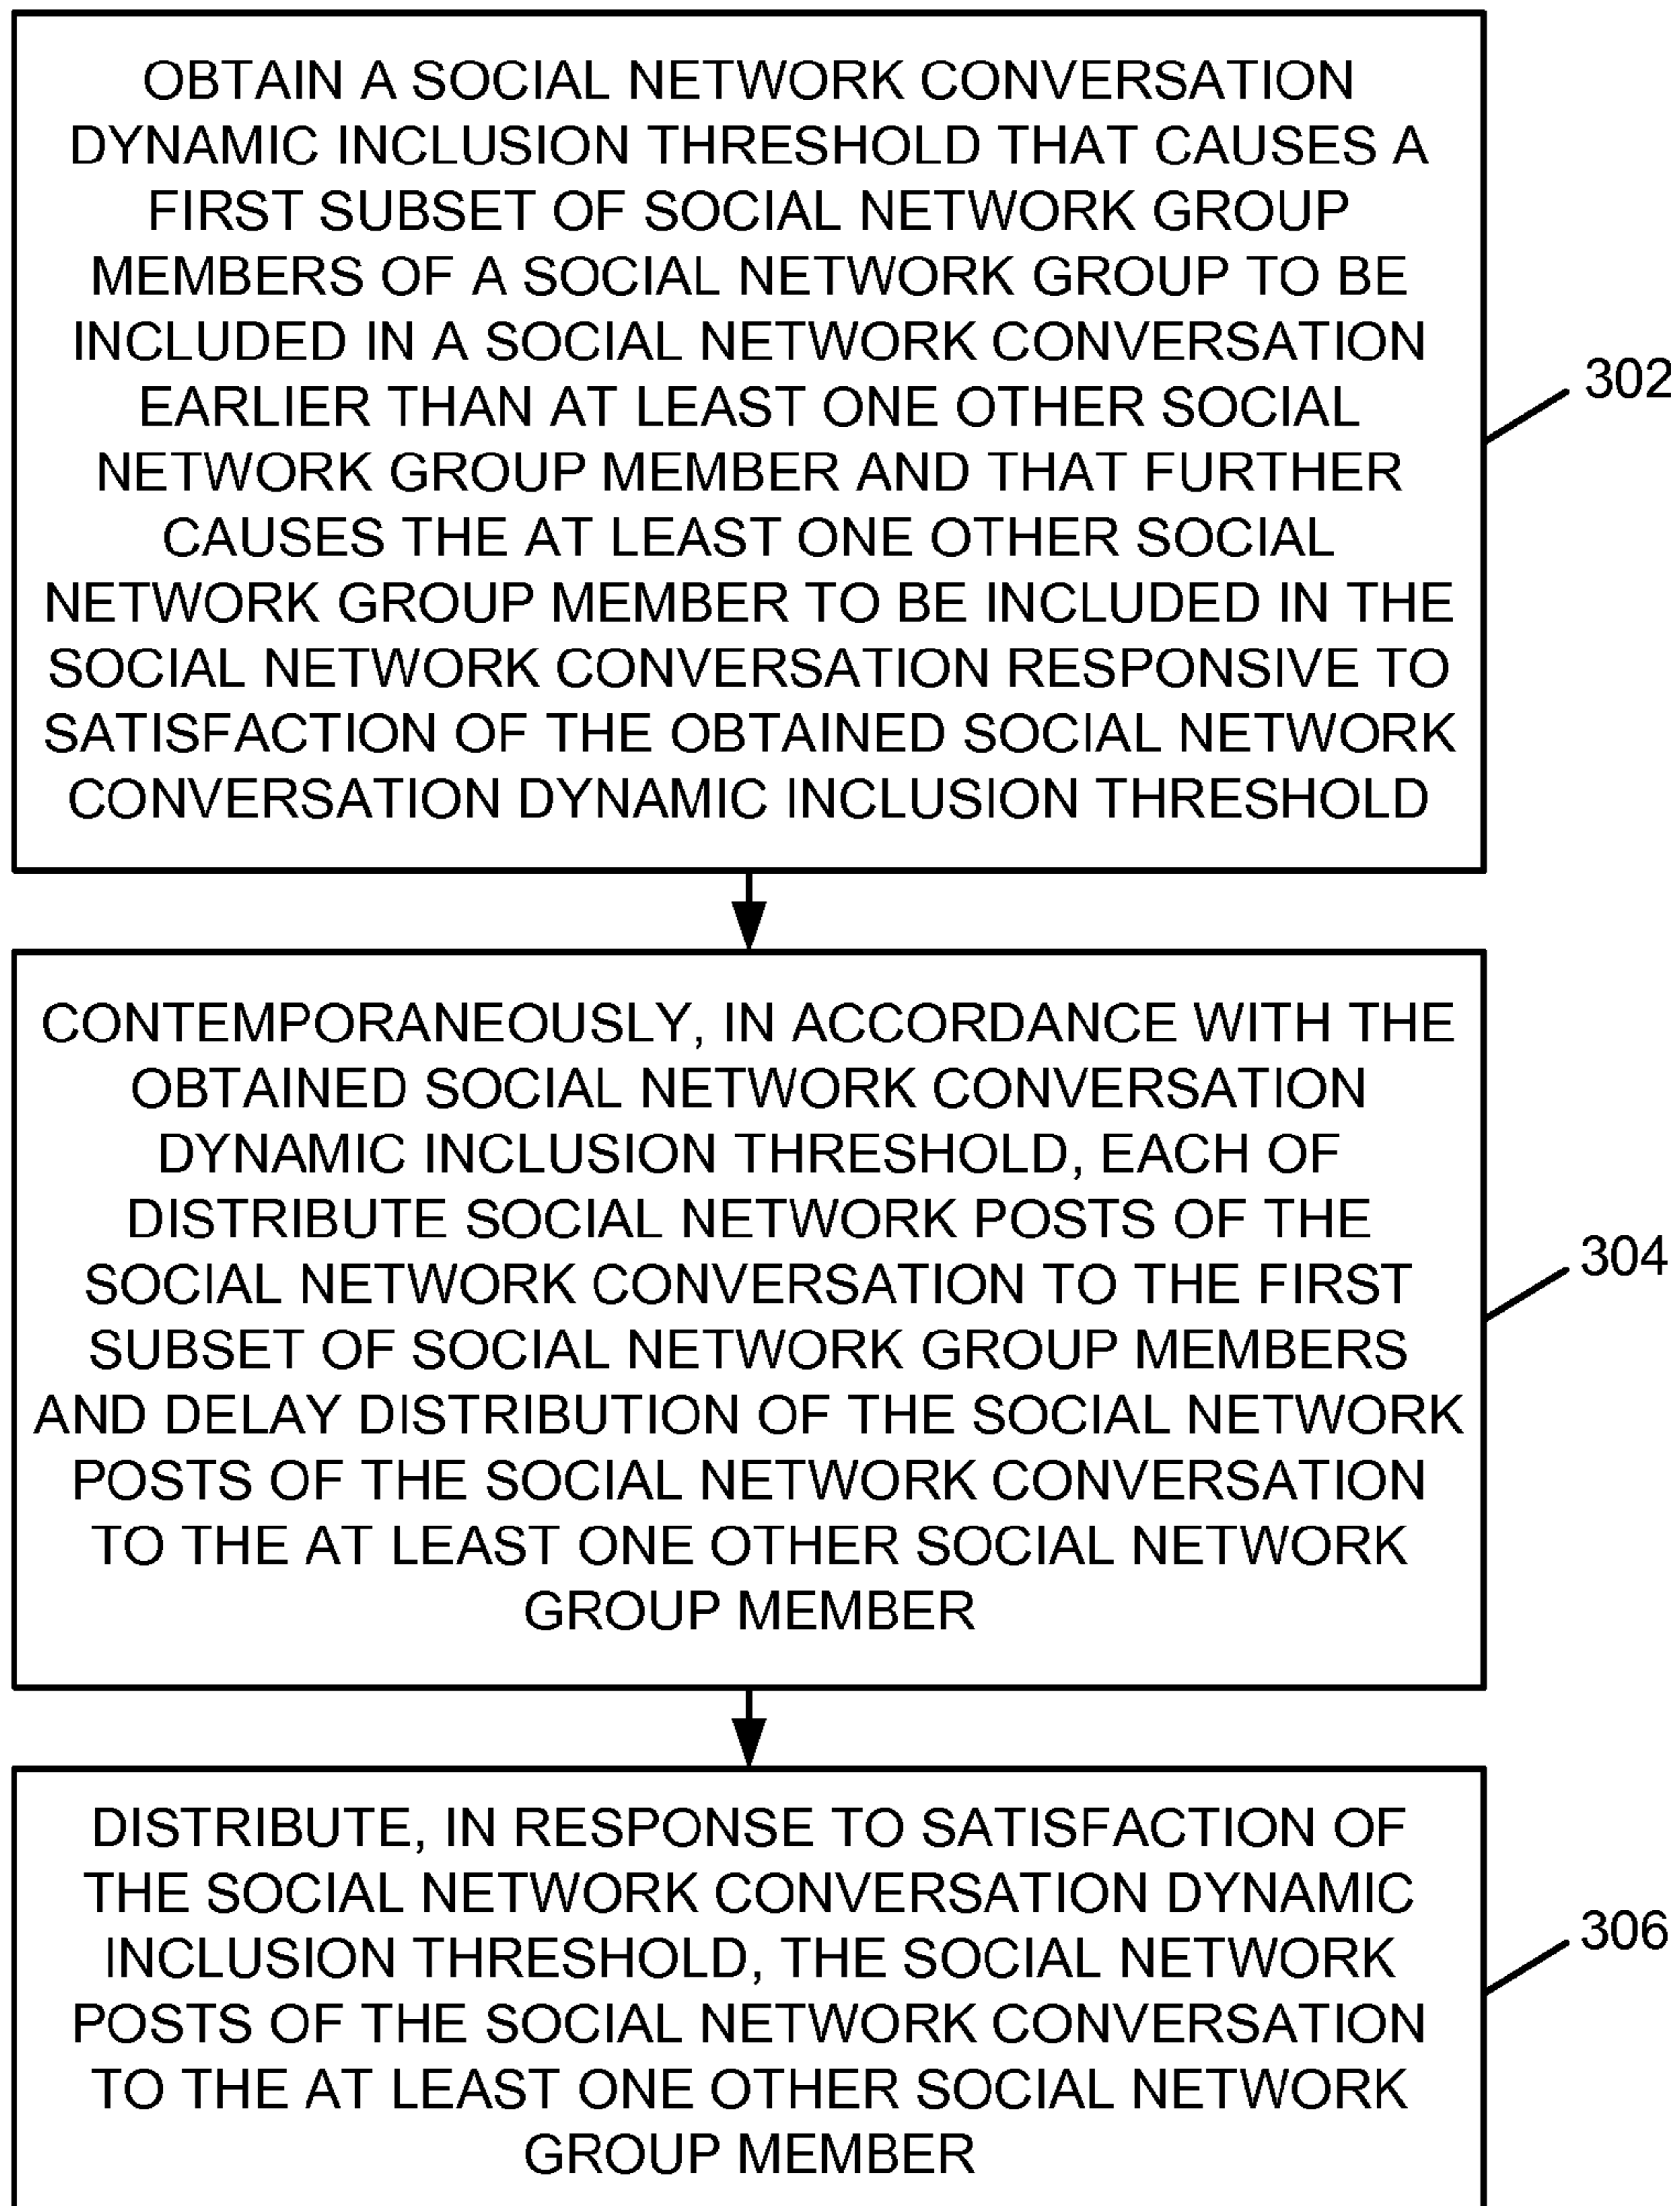 OBTAIN A SOCIAL NETWORK CONVERSATION
DYNAMIC INCLUSION THRESHOLD THAT CAUSES A
FIRST SUBSET OF SOCIAL NETWORK GROUP
MEMBERS OF A SOCIAL NETWORK GROUP TO BE
INCLUDED IN A SOCIAL NETWORK CONVERSATION
EARLIER THAN AT LEAST ONE OTHER SOCIAL
NETWORK GROUP MEMBER AND THAT FURTHER
CAUSES THE AT LEAST ONE OTHER SOCIAL
NETWORK GROUP MEMBER TO BE INCLUDED IN THE
SOCIAL NETWORK CONVERSATION RESPONSIVE TO
SATISFACTION OF THE OBTAINED SOCIAL NETWORK
CONVERSATION DYNAMIC INCLUSION THRESHOLD
302
CONTEMPORANEOUSLY, IN ACCORDANCE WITH THE
OBTAINED SOCIAL NETWORK CONVERSATION
DYNAMIC INCLUSION THRESHOLD, EACH OF
DISTRIBUTE SOCIAL NETWORK POSTS OF THE
SOCIAL NETWORK CONVERSATION TO THE FIRST
SUBSET OF SOCIAL NETWORK GROUP MEMBERS
AND DELAY DISTRIBUTION OF THE SOCIAL NETWORK
POSTS OF THE SOCIAL NETWORK CONVERSATION
TO THE AT LEAST ONE OTHER SOCIAL NETWORK
GROUP MEMBER
304
DISTRIBUTE, IN RESPONSE TO SATISFACTION OF
THE SOCIAL NETWORK CONVERSATION DYNAMIC
INCLUSION THRESHOLD, THE SOCIAL NETWORK
POSTS OF THE SOCIAL NETWORK CONVERSATION
TO THE AT LEAST ONE OTHER SOCIAL NETWORK
GROUP MEMBER
306